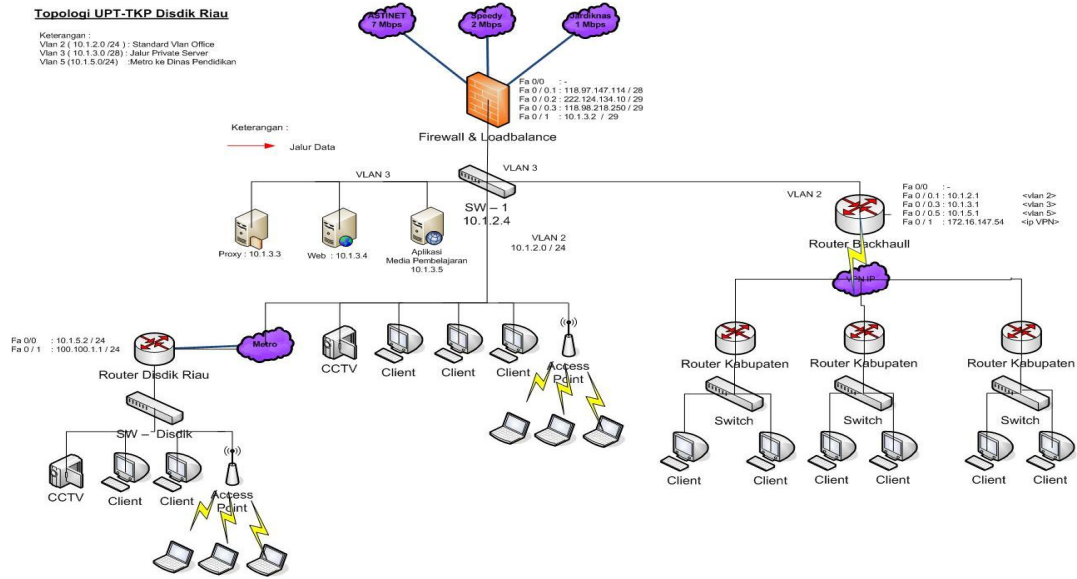 Topologi UPT-TKP Disdik Riau
Keterangan :
Vlan 2 ( 10.1.2.0 /24 ) : Standard Vlan Office
Vlan 3 ( 10.1.3.0 /28) : Jalur Private Server
Vlan 5 (10.1.5.0/24) :Metro ke Dinas Pendidikan
ASTINET
7 Mbps
Speedy
2 Mbps
Jardiknas
1 Mbps
Fa 0/0 : -
Fa 0 / 0.1 : 118.97.147.114 / 28
Fa 0 / 0.2 : 222.124.134.10 / 29
Fa 0 / 0.3 : 118.98.218.250 / 29
Fa 0 / 1 : 10.1.3.2 / 29
Firewall & Loadbalance
Keterangan :
Jalur Data
VLAN 3
VLAN 3
SW – 1
10.1.2.4
VLAN 2
Fa 0/0 : -
Fa 0 / 0.1 : 10.1.2.1 <vlan 2>
Fa 0 / 0.3 : 10.1.3.1 <vlan 3>
Fa 0 / 0.5 : 10.1.5.1 <vlan 5>
Fa 0 / 1 : 172.16.147.54 <ip VPN>
Router Backhaull
Proxy : 10.1.3.3
Web : 10.1.3.4
Aplikasi
Media Pembelajaran
10.1.3.5
VLAN 2
10.1.2.0 / 24
VPN IP
Fa 0/0 : 10.1.5.2 / 24
Fa 0 / 1 : 100.100.1.1 / 24
Router Disdik Riau
Metro
CCTV
Client
Client
Client
Access
Point
Router Kabupaten
Router Kabupaten
Router Kabupaten
Switch
Switch
Switch
SW – Disdik
CCTV
Client
Client
Access
Point
Client
Client
Client
Client
Client
Client